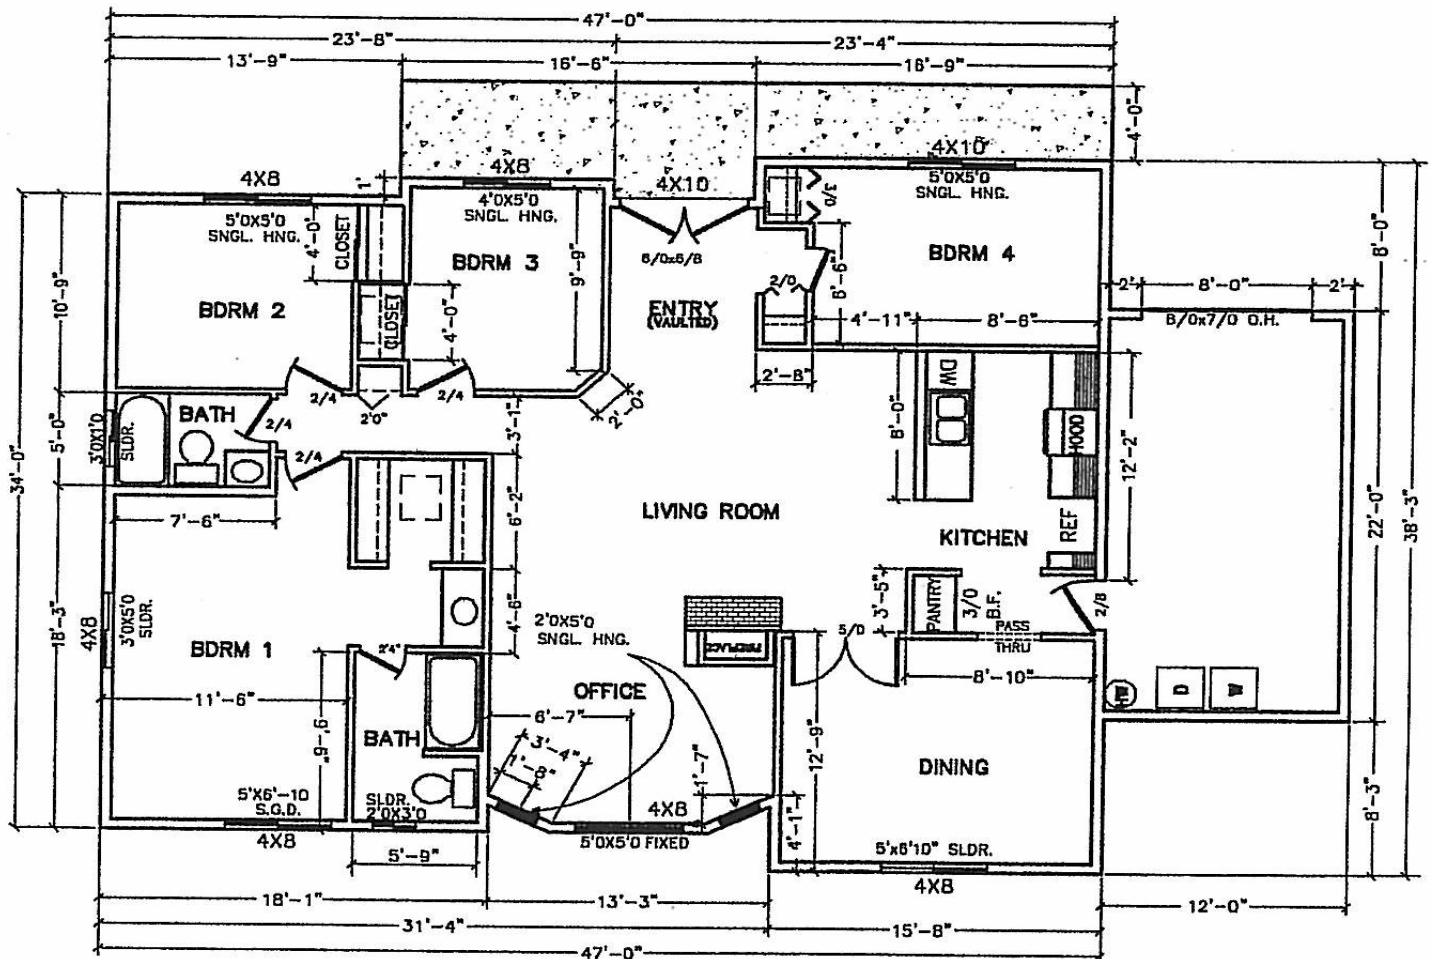 47'-0"
23'-8" 23'-4"
13'-9" 16'-6" 16'-9"
4'-0"
4X8 4X8 4X10 4X10
1'
5'0X5'0
SNGL. HNG.
4'0X5'0
SNGL. HNG.
5'0X5'0
SNGL. HNG.
3/0
4'-0"
CLOSET
BDRM 3
9'-9"
6/0x6/8
BDRM 4
2/0
6'-6"
8'-0"
2' 8'-0" 2'
8/0x7/0 O.H.
10'-9"
BDRM 2
CLOSET
4'-0"
ENTRY
(VAULTED)
4'-11" 8'-6"
2'-8"
2/4 2'0" 2/4
2'-0"
DW
8'-0"
HOOD
12'-2"
BATH
2/4
3'-1"
5'-0"
3'0X1'0
SLDR.
2/4
34'-0"
7'-6"
6'-2"
LIVING ROOM
KITCHEN
REF
22'-0"
38'-3"
18'-3"
4X8
3'0X5'0
SLDR.
4'-6"
2'0X5'0
SNGL. HNG.
3'-5"
PANTRY
3/0
B.F.
2/8
PASS
THRU
5/0
FIREPLACE
BDRM 1
2'4"
11'-6"
OFFICE
8'-10"
HW D W
9'-6"
6'-7"
BATH
3'-4"
1'-8"
1'-7"
12'-9"
DINING
8'-3"
5'X6'-10
S.G.D.
SLDR.
2'0X3'0
4X8
4'-1"
4X8
5'0X5'0 FIXED
5'x6'10" SLDR.
4X8
5'-9"
18'-1" 13'-3" 12'-0"
31'-4" 15'-8"
47'-0"